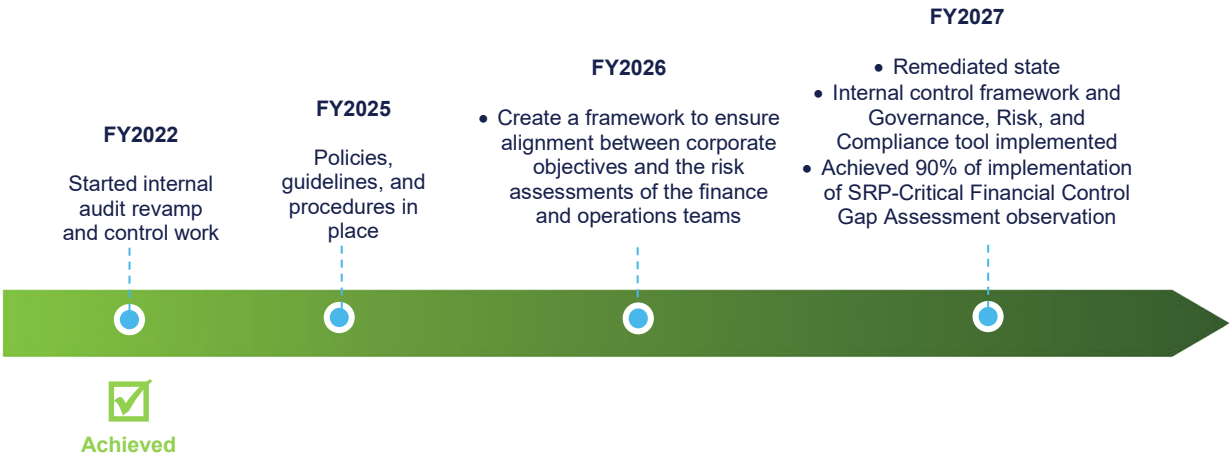 FY2022
Started internal
audit revamp
and control work
FY2025
Policies,
guidelines, and
procedures in
place
FY2026
• Create a framework to ensure
alignment between corporate
objectives and the risk
assessments of the finance
and operations teams
FY2027
• Remediated state
• Internal control framework and
Governance, Risk, and
Compliance tool implemented
• Achieved 90% of implementation
of SRP-Critical Financial Control
Gap Assessment observation
Achieved